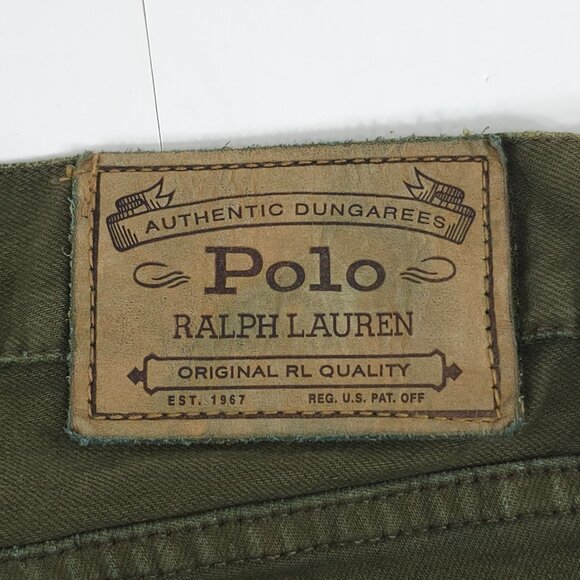 AUTHENTIC DUNGAREES
Polo
RALPH LAUREN
ORIGINAL RL QUALITY
EST. 1967 REG. U.S. PAT. OFF